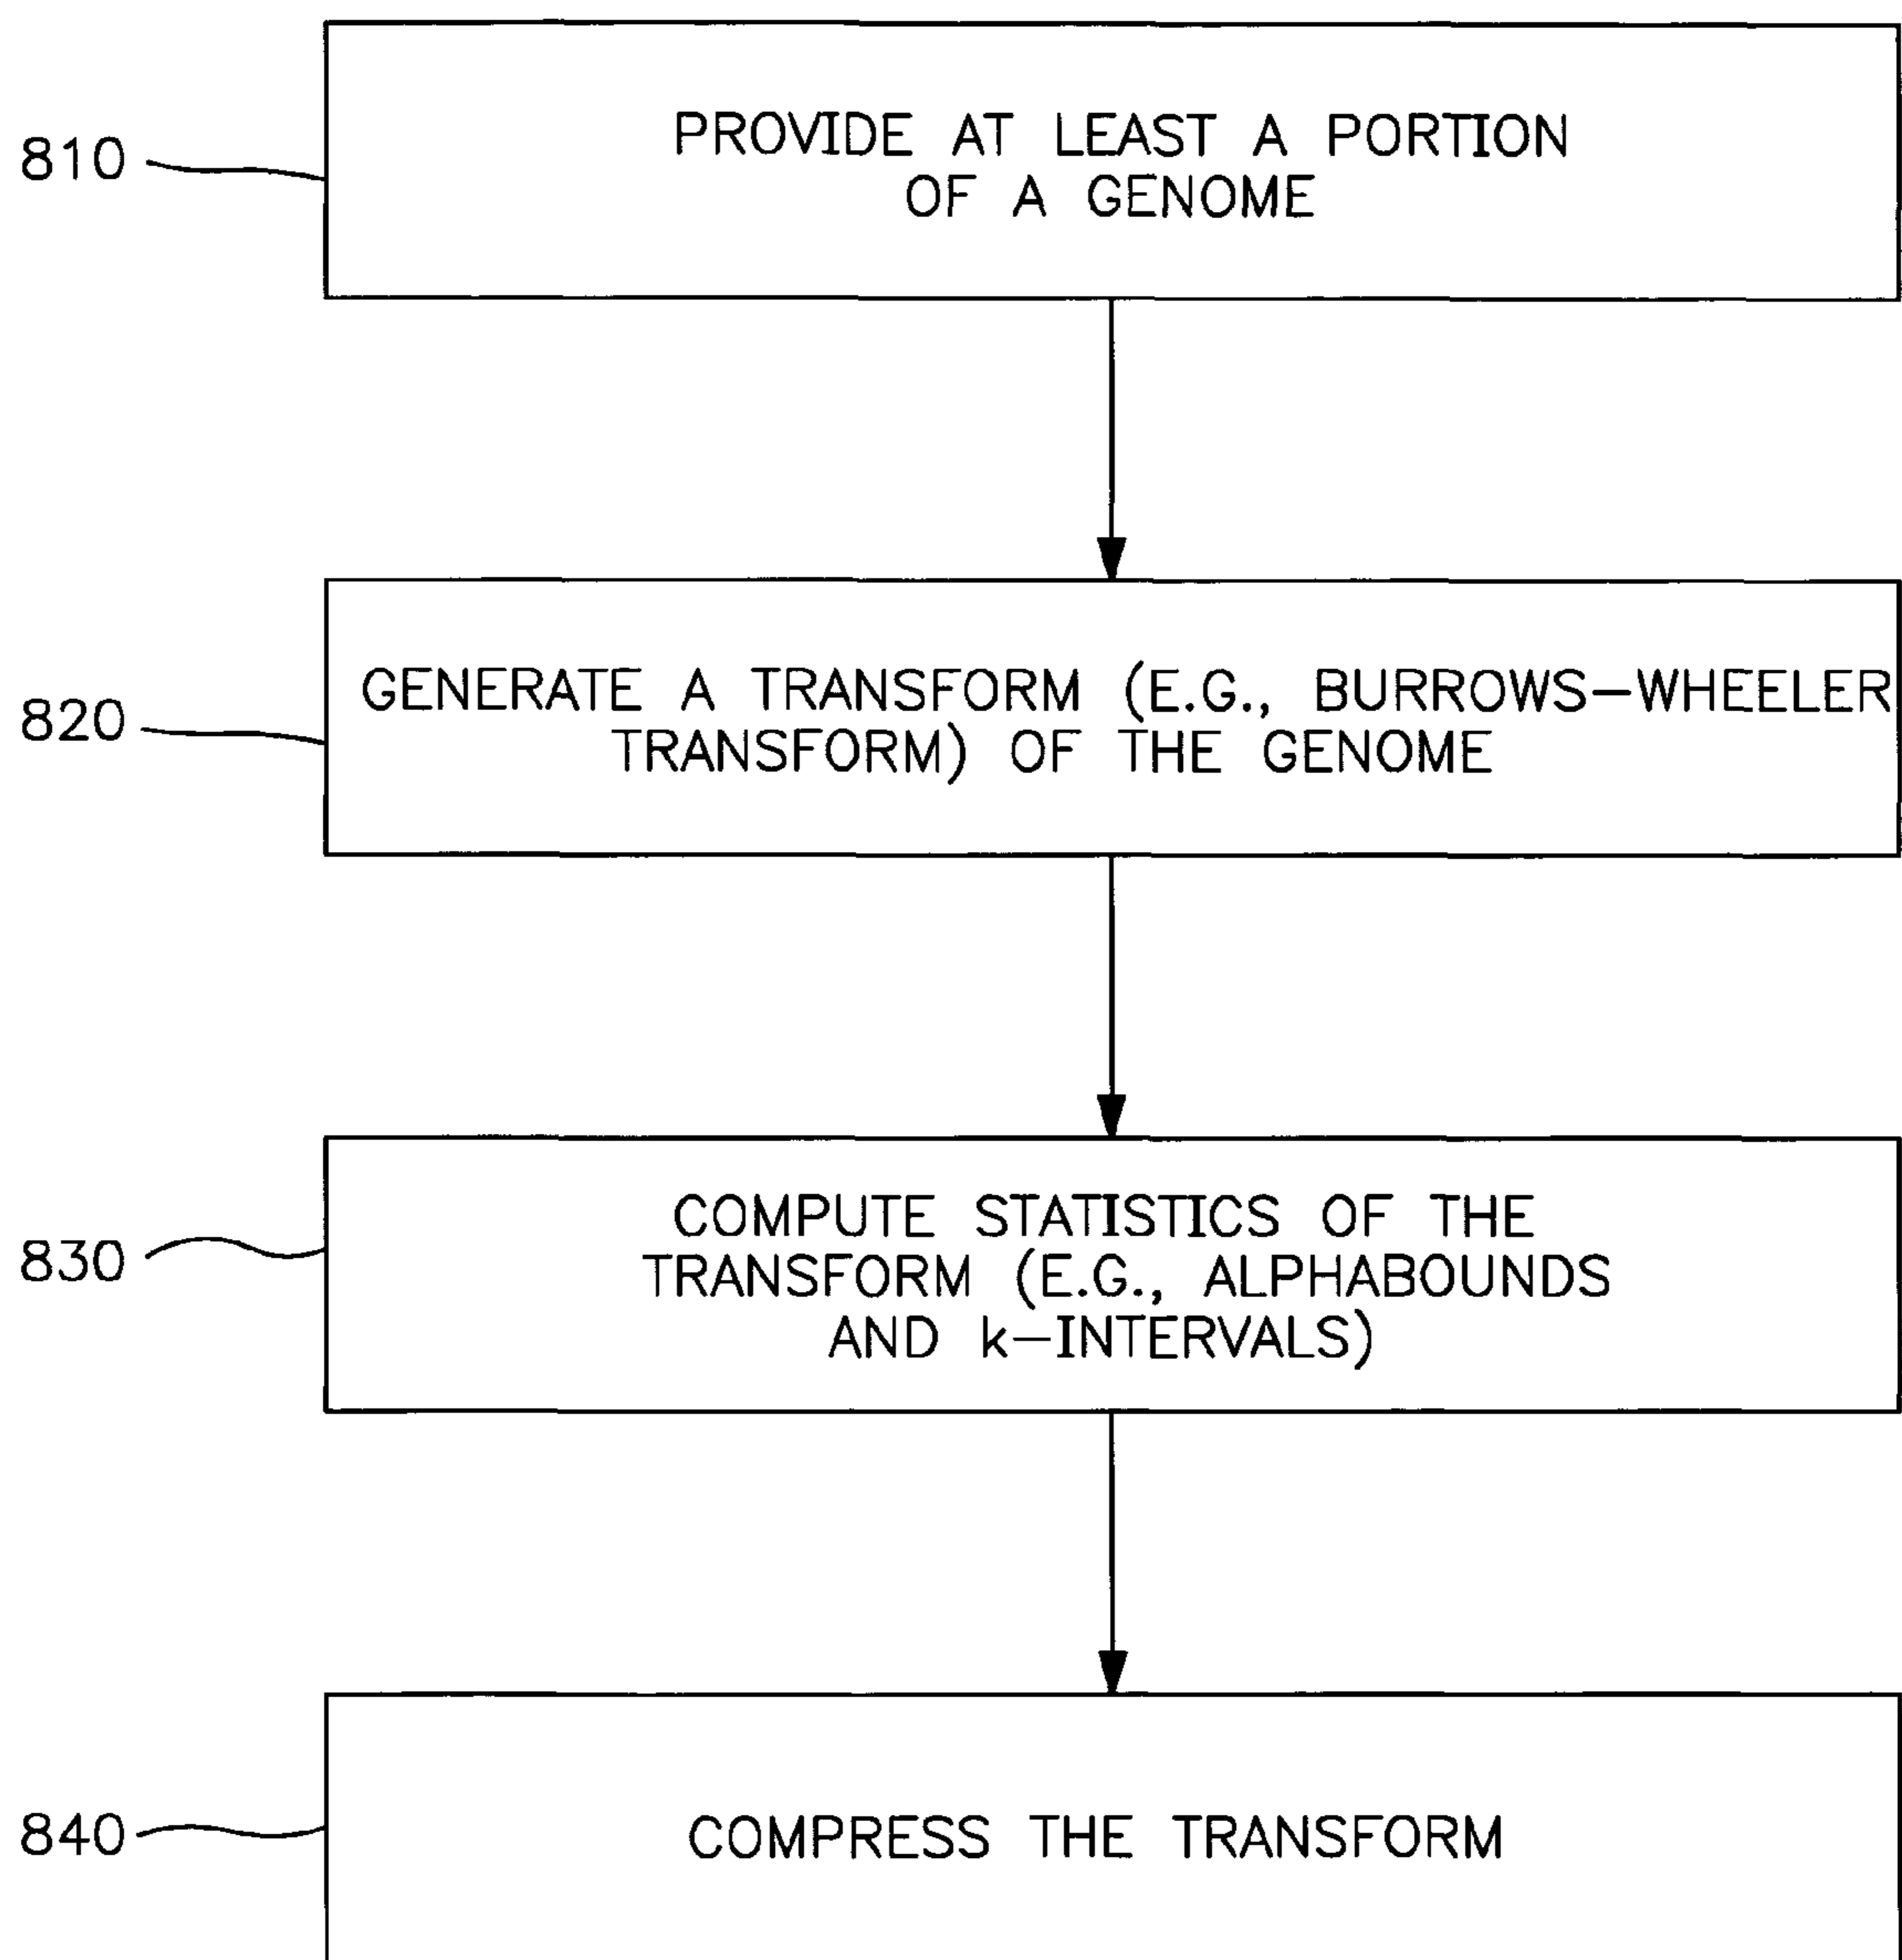 810
PROVIDE AT LEAST A PORTION
OF A GENOME
820
GENERATE A TRANSFORM (E.G., BURROWS-WHEELER
TRANSFORM) OF THE GENOME
830
COMPUTE STATISTICS OF THE
TRANSFORM (E.G., ALPHABOUNDS
AND k-INTERVALS)
840
COMPRESS THE TRANSFORM